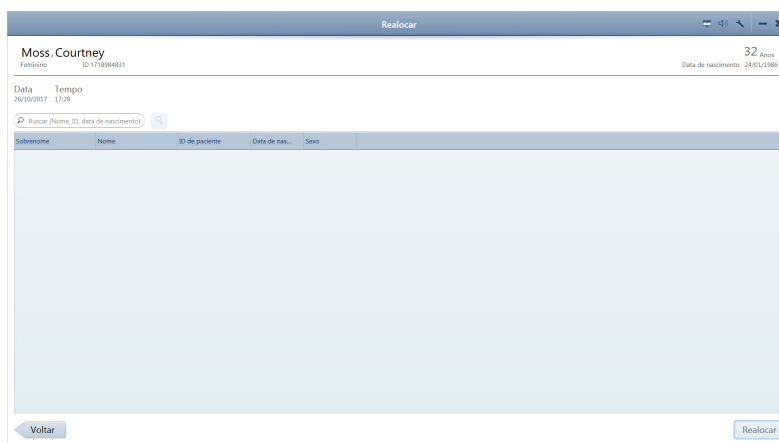 Realocar
Moss, Courtney
32 Anos
Feminino ID 1718984831
Data de nascimento 24/01/1986
Data Tempo
26/10/2017 17:28
Buscar (Nome, ID, data de nascimento)
Sobrenome Nome ID de paciente Data de nas... Sexo
Voltar Realocar